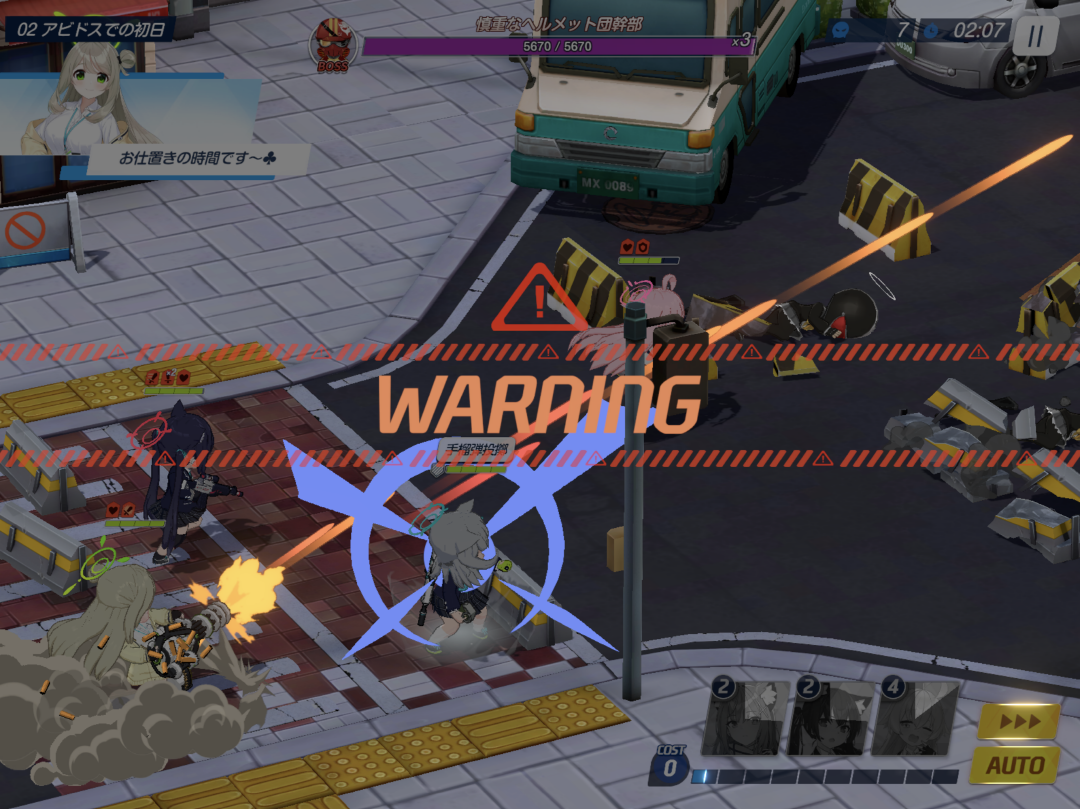 02 アビドスでの初日
慎重なヘルメット団幹部
BOSS
5670 / 5670
x3
7
02:07
お仕置きの時間です～♣
MX 0089
WARNING
手榴弾投擲
2
2
4
COST
0
AUTO